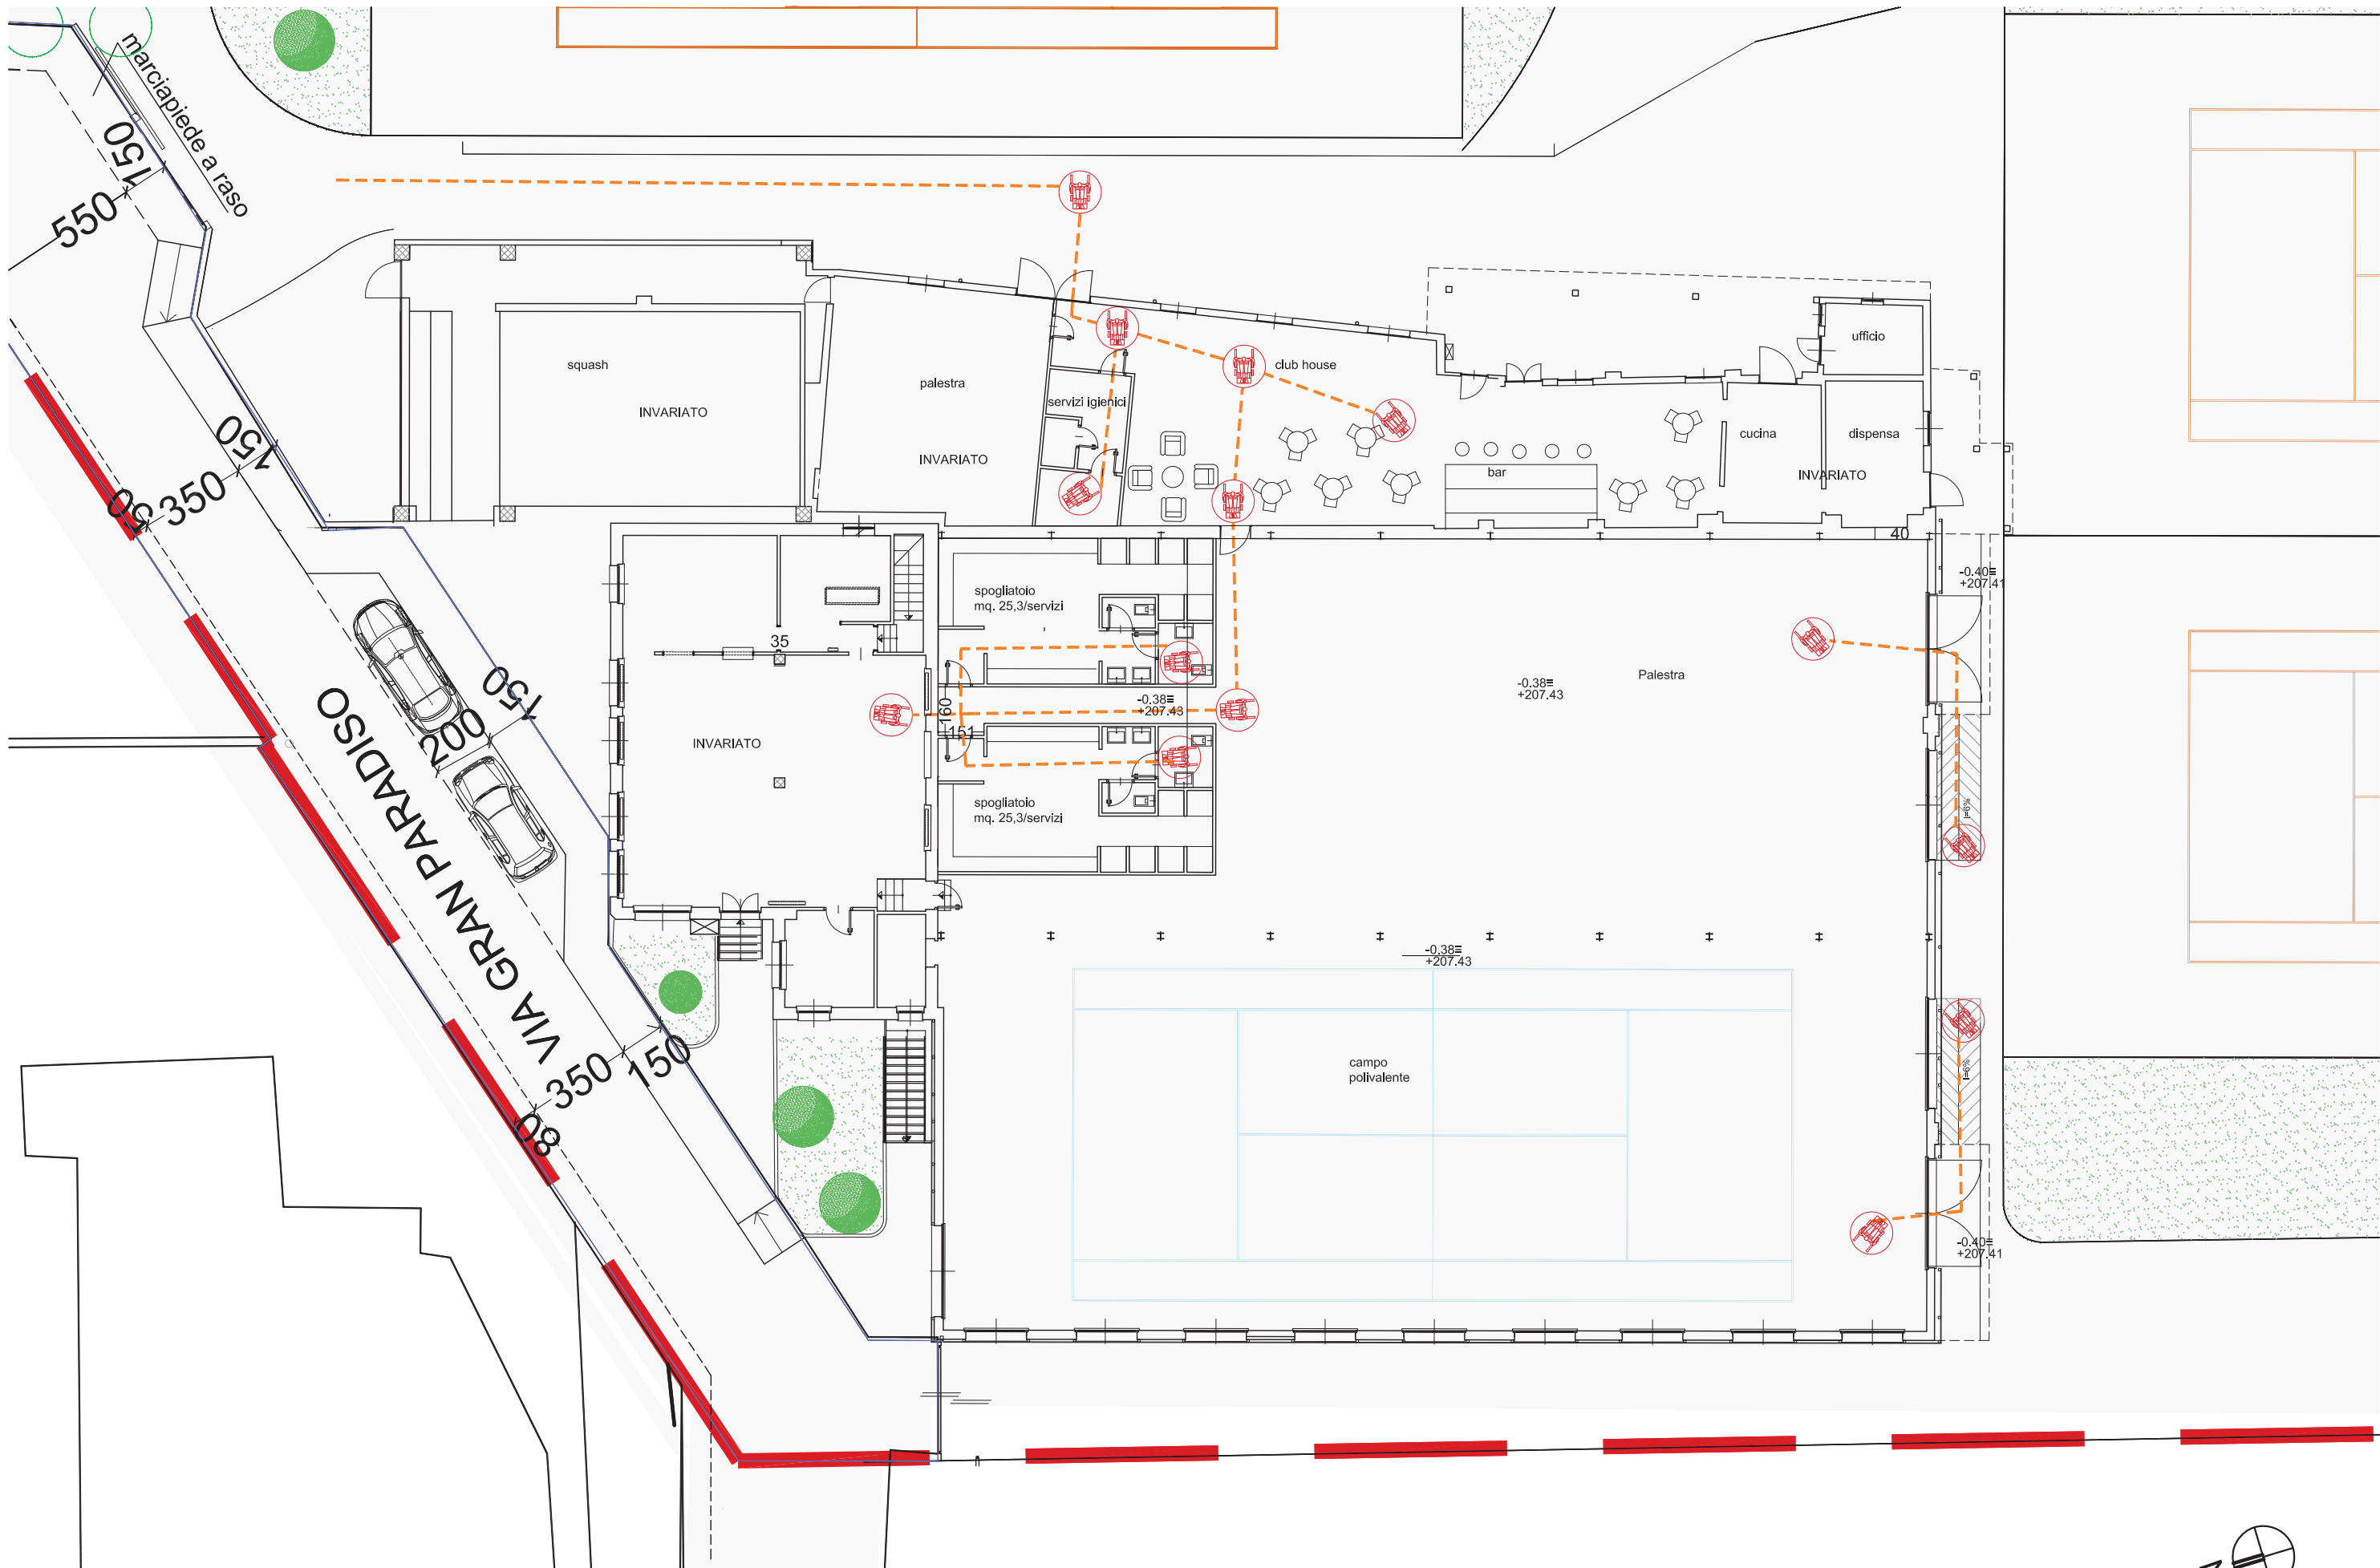 marciapiede a raso
150
550
ufficio
squash
club house
palestra
servizi igienici
INVARIATO
cucina
dispensa
150
INVARIATO
bar
INVARIATO
350
50
40
-0.40
+207.41
spogliatoio
mq. 25,3/servizi
35
Palestra
-0.38
+207.43
150
-0.38
+207.43
160
151
200
INVARIATO
VIA GRAN PARADISO
spogliatoio
mq. 25,3/servizi
i=6%
-0.38
+207.43
150
350
campo
polivalente
i=6%
80
-0.40
+207.41
N